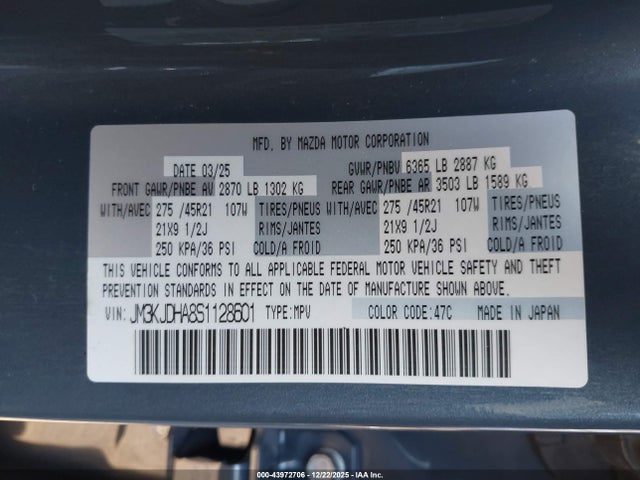 MFD. BY MAZDA MOTOR CORPORATION
DATE 03/25 GVWR/PNBV 6365 LB 2887 KG
FRONT GAWR/PNBE AV 2870 LB 1302 KG REAR GAWR/PNBE AR 3503 LB 1589 KG
WITH/AVEC 275 /45R21 107W TIRES/PNEUS WITH/AVEC 275 /45R21 107W TIRES/PNEUS
21X9 1/2J RIMS/JANTES 21X9 1/2J RIMS/JANTES
250 KPA/36 PSI COLD/A FROID 250 KPA/36 PSI COLD/A FROID
THIS VEHICLE CONFORMS TO ALL APPLICABLE FEDERAL MOTOR VEHICLE SAFETY AND THEFT
PREVENTION STANDARDS IN EFFECT ON THE DATE OF MANUFACTURE SHOWN ABOVE.
VIN: JM3KJDHA8S1128601 TYPE:MPV COLOR CODE:47C MADE IN JAPAN
000-43972706 - 12/22/2025 - IAAC Inc.